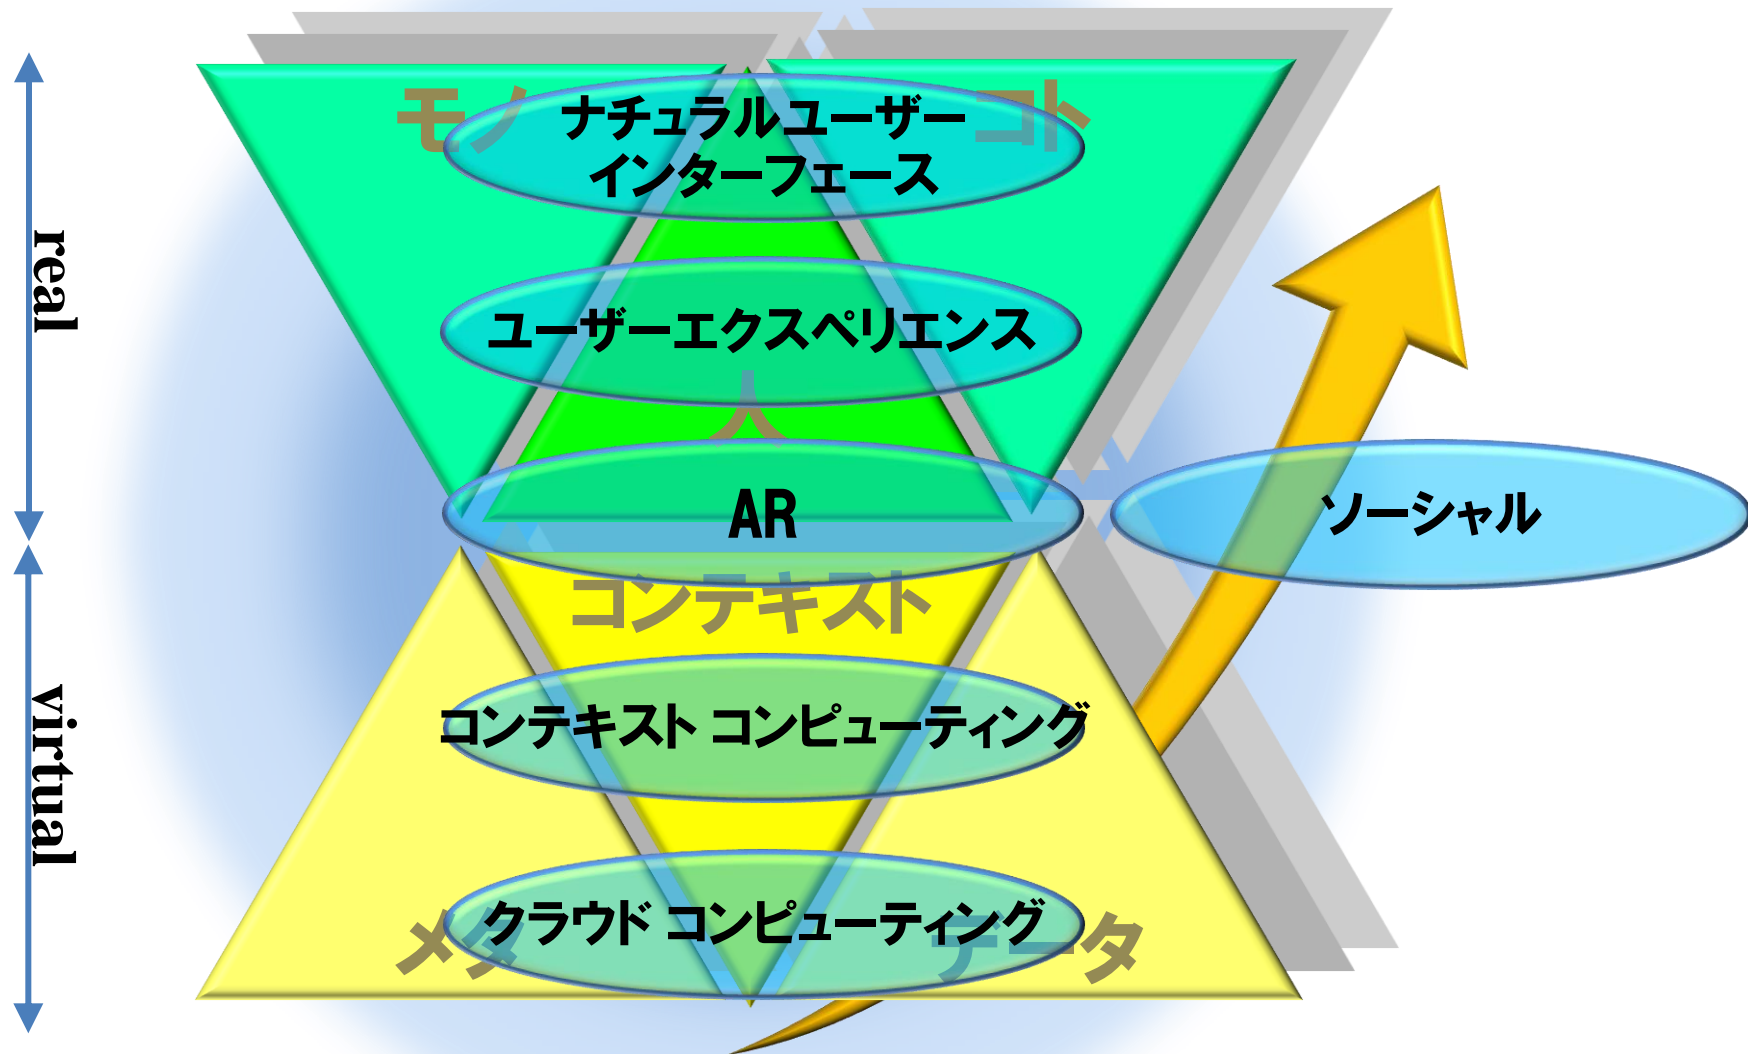 モノ
コト
ナチュラルユーザー
インターフェース
real
ユーザーエクスペリエンス
人
AR
ソーシャル
コンテキスト
コンテキスト コンピューティング
virtual
クラウド コンピューティング
メタ
データ